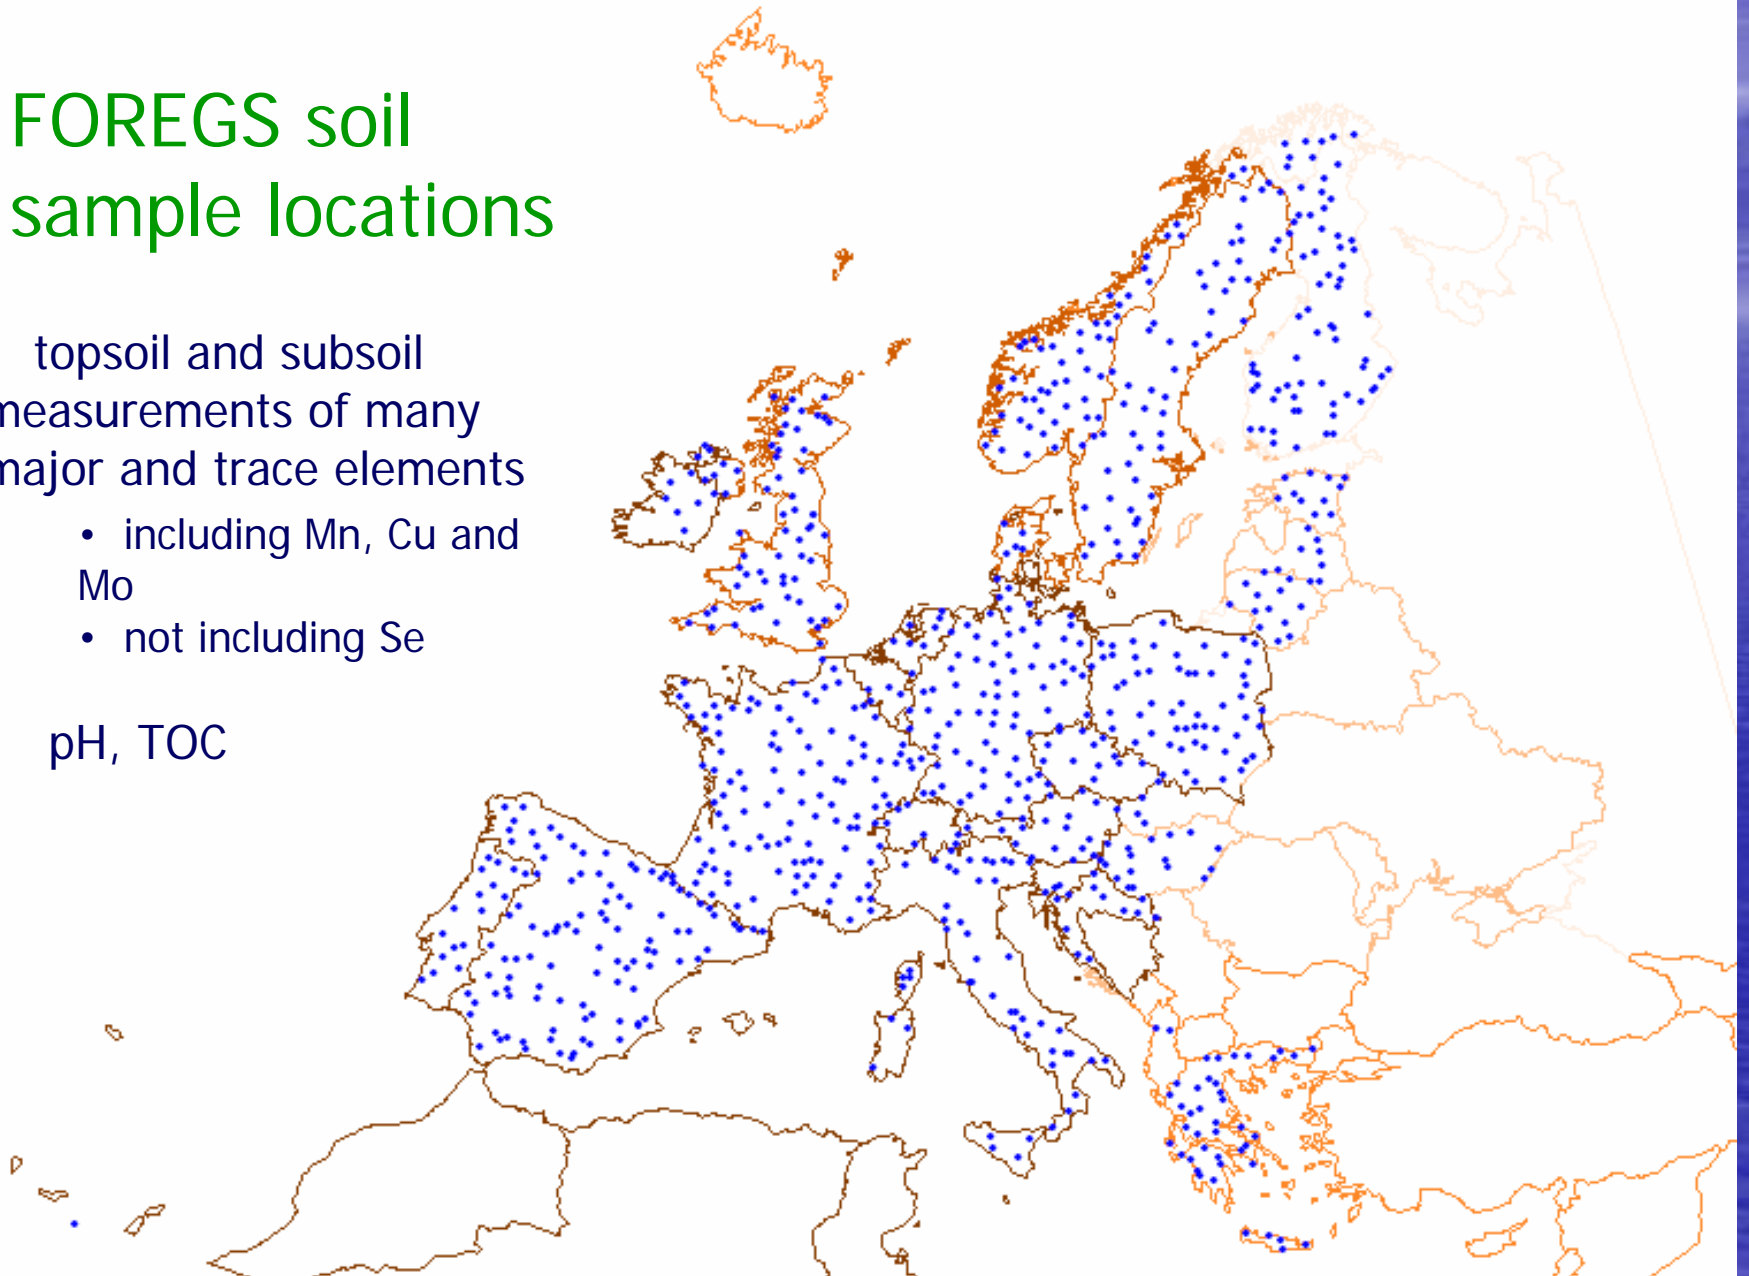 FOREGS soil
sample locations
topsoil and subsoil
measurements of many
major and trace elements
• including Mn, Cu and
Mo
• not including Se
pH, TOC